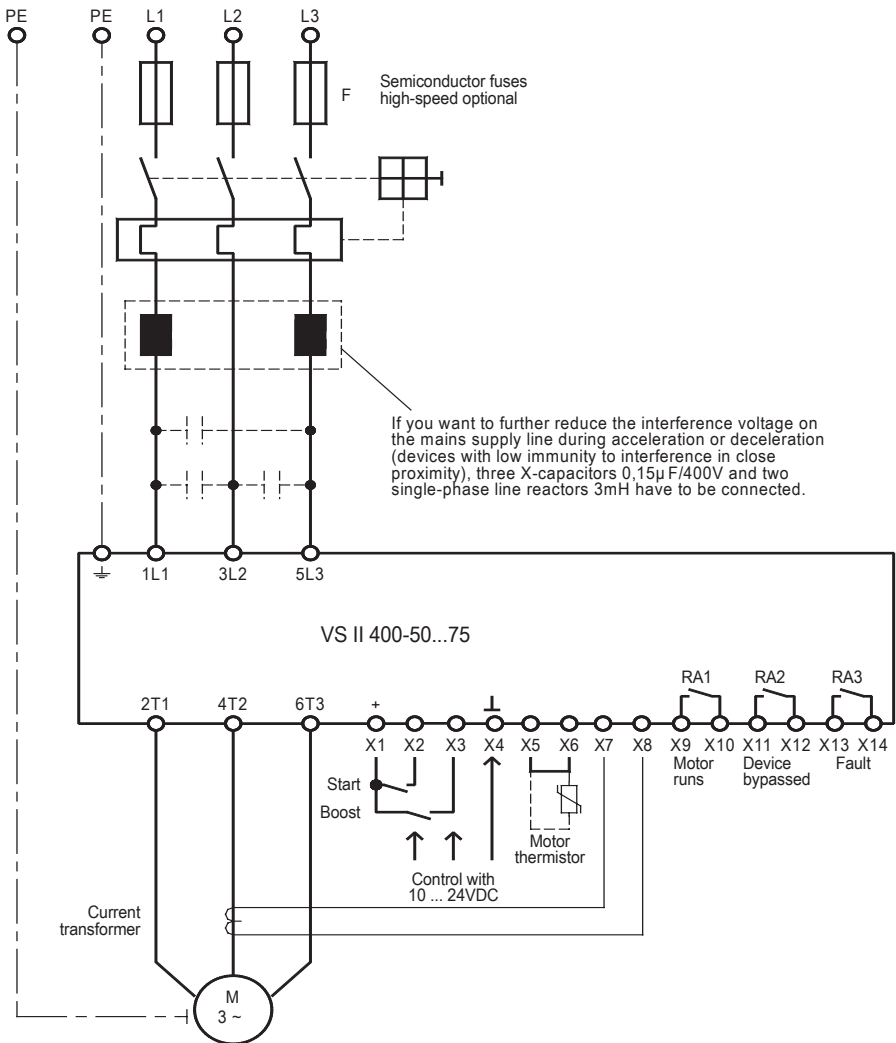 PE PE L1 L2 L3
F
Semiconductor fuses
high-speed optional
If you want to further reduce the interference voltage on
the mains supply line during acceleration or deceleration
(devices with low immunity to interference in close
proximity), three X-capacitors 0,15µ F/400V and two
single-phase line reactors 3mH have to be connected.
1L1 3L2 5L3
VS II 400-50...75
RA1 RA2 RA3
2T1 4T2 6T3 +
X1 X2 X3 X4 X5 X6 X7 X8 X9 X10 X11 X12 X13 X14
Motor
runs
Device
bypassed
Fault
Start
Boost
Motor
thermistor
Control with
10 ... 24VDC
Current
transformer
M
3 ~